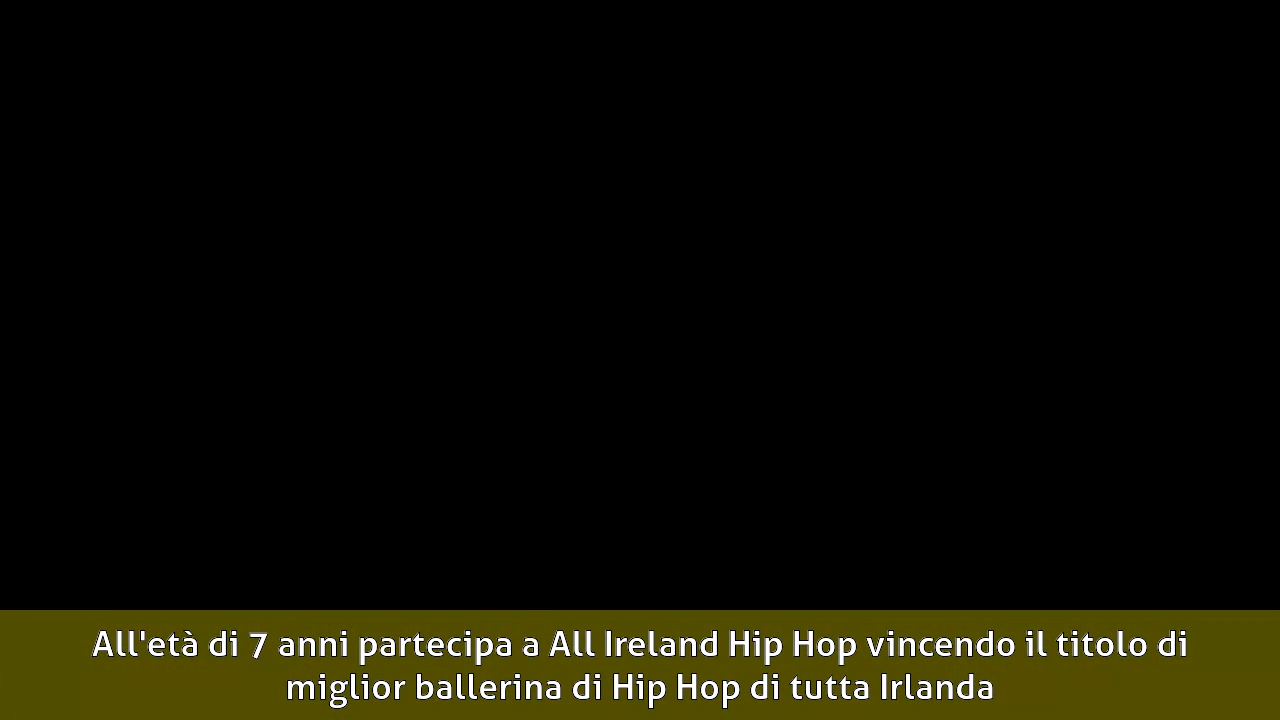 All'età di 7 anni partecipa a All Ireland Hip Hop vincendo il titolo di
miglior ballerina di Hip Hop di tutta Irlanda